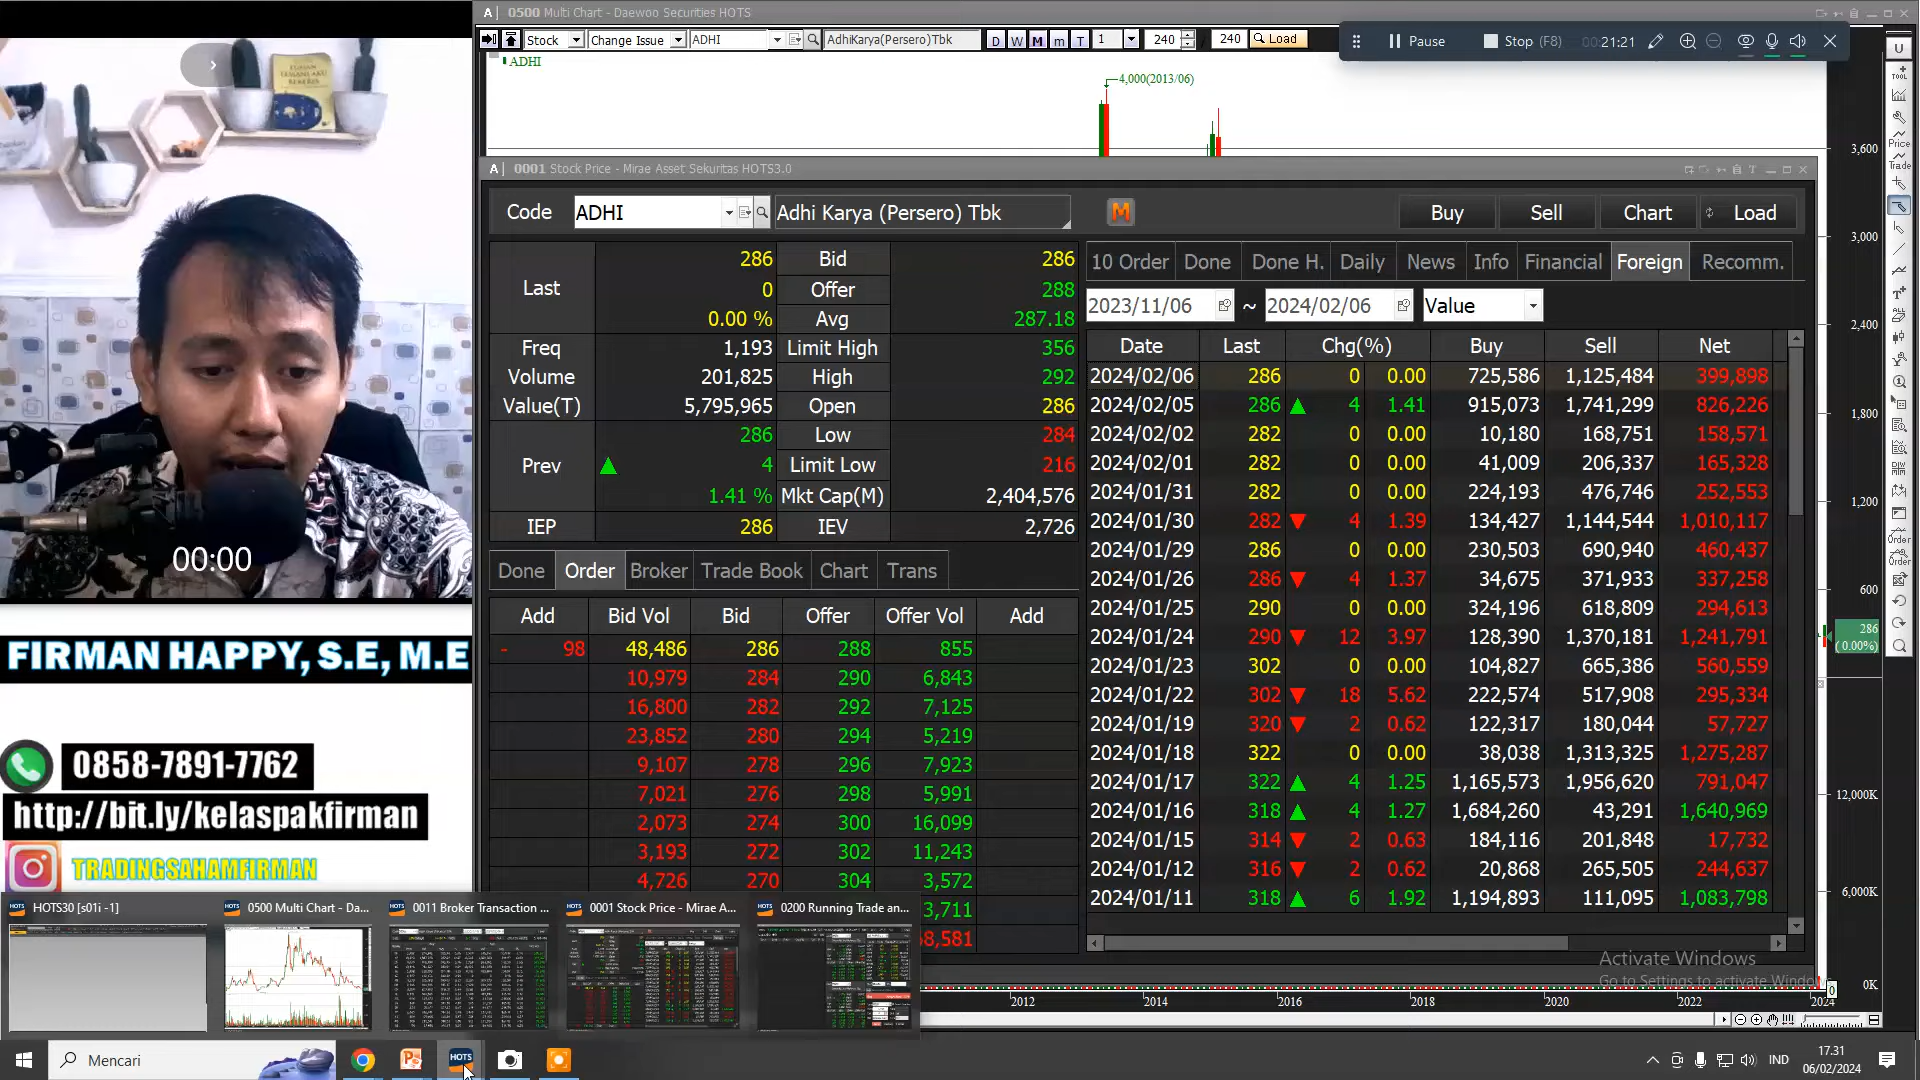 0500 Multi Chart - Daewoo Securities HOTS
Stock Change Issue ADHI AdhiKarya(Persero)Tbk D W M m T 1 240 240 Load
Pause Stop (F8) 00:21:21
ADHI
4,000(2013/06)
0001 Stock Price - Mirae Asset Sekuritas HOTS3.0
Code ADHI Adhi Karya (Persero) Tbk M Buy Sell Chart Load
Last 286 Bid 286
0 Offer 288
0.00 % Avg 287.18
Freq 1,193 Limit High 356
Volume 201,825 High 292
Value(T) 5,795,965 Open 286
Prev 286 Low 284
4 Limit Low 216
1.41 % Mkt Cap(M) 2,404,576
IEP 286 IEV 2,726
Done Order Broker Trade Book Chart Trans
Add Bid Vol Bid Offer Offer Vol Add
- 98 48,486 286 288 855
10,979 284 290 6,843
16,800 282 292 7,125
23,852 280 294 5,219
9,107 278 296 7,923
7,021 276 298 5,991
2,073 274 300 16,099
3,193 272 302 11,243
4,726 270 304 3,572
3,711
8,581
10 Order Done Done H. Daily News Info Financial Foreign Recomm.
2023/11/06 ~ 2024/02/06 Value
Date Last Chg(%) Buy Sell Net
2024/02/06 286 0 0.00 725,586 1,125,484 399,898
2024/02/05 286 4 1.41 915,073 1,741,299 826,226
2024/02/02 282 0 0.00 10,180 168,751 158,571
2024/02/01 282 0 0.00 41,009 206,337 165,328
2024/01/31 282 0 0.00 224,193 476,746 252,553
2024/01/30 282 4 1.39 134,427 1,144,544 1,010,117
2024/01/29 286 0 0.00 230,503 690,940 460,437
2024/01/26 286 4 1.37 34,675 371,933 337,258
2024/01/25 290 0 0.00 324,196 618,809 294,613
2024/01/24 290 12 3.97 128,390 1,370,181 1,241,791
2024/01/23 302 0 0.00 104,827 665,386 560,559
2024/01/22 302 18 5.62 222,574 517,908 295,334
2024/01/19 320 2 0.62 122,317 180,044 57,727
2024/01/18 322 0 0.00 38,038 1,313,325 1,275,287
2024/01/17 322 4 1.25 1,165,573 1,956,620 791,047
2024/01/16 318 4 1.27 1,684,260 43,291 1,640,969
2024/01/15 314 2 0.63 184,116 201,848 17,732
2024/01/12 316 2 0.62 20,868 265,505 244,637
2024/01/11 318 6 1.92 1,194,893 111,095 1,083,798
3,600
3,000
2,400
1,800
1,200
600
286
( 0.00%)
12,000K
6,000K
0K
U
TOOL
Price
Trade
Order
Order
Activate Windows
Go to Settings to activate Windows
2012 2014 2016 2018 2020 2022 2024
00:00
FIRMAN HAPPY, S.E, M.E
0858-7891-7762
http://bit.ly/kelaspakfirman
TRADINGSAHAMFIRMAN
HOTS30 [s01i -1]
0500 Multi Chart - Da...
0011 Broker Transaction ...
0001 Stock Price - Mirae A...
0200 Running Trade an...
Mencari
HOTS
IND
17.31
06/02/2024